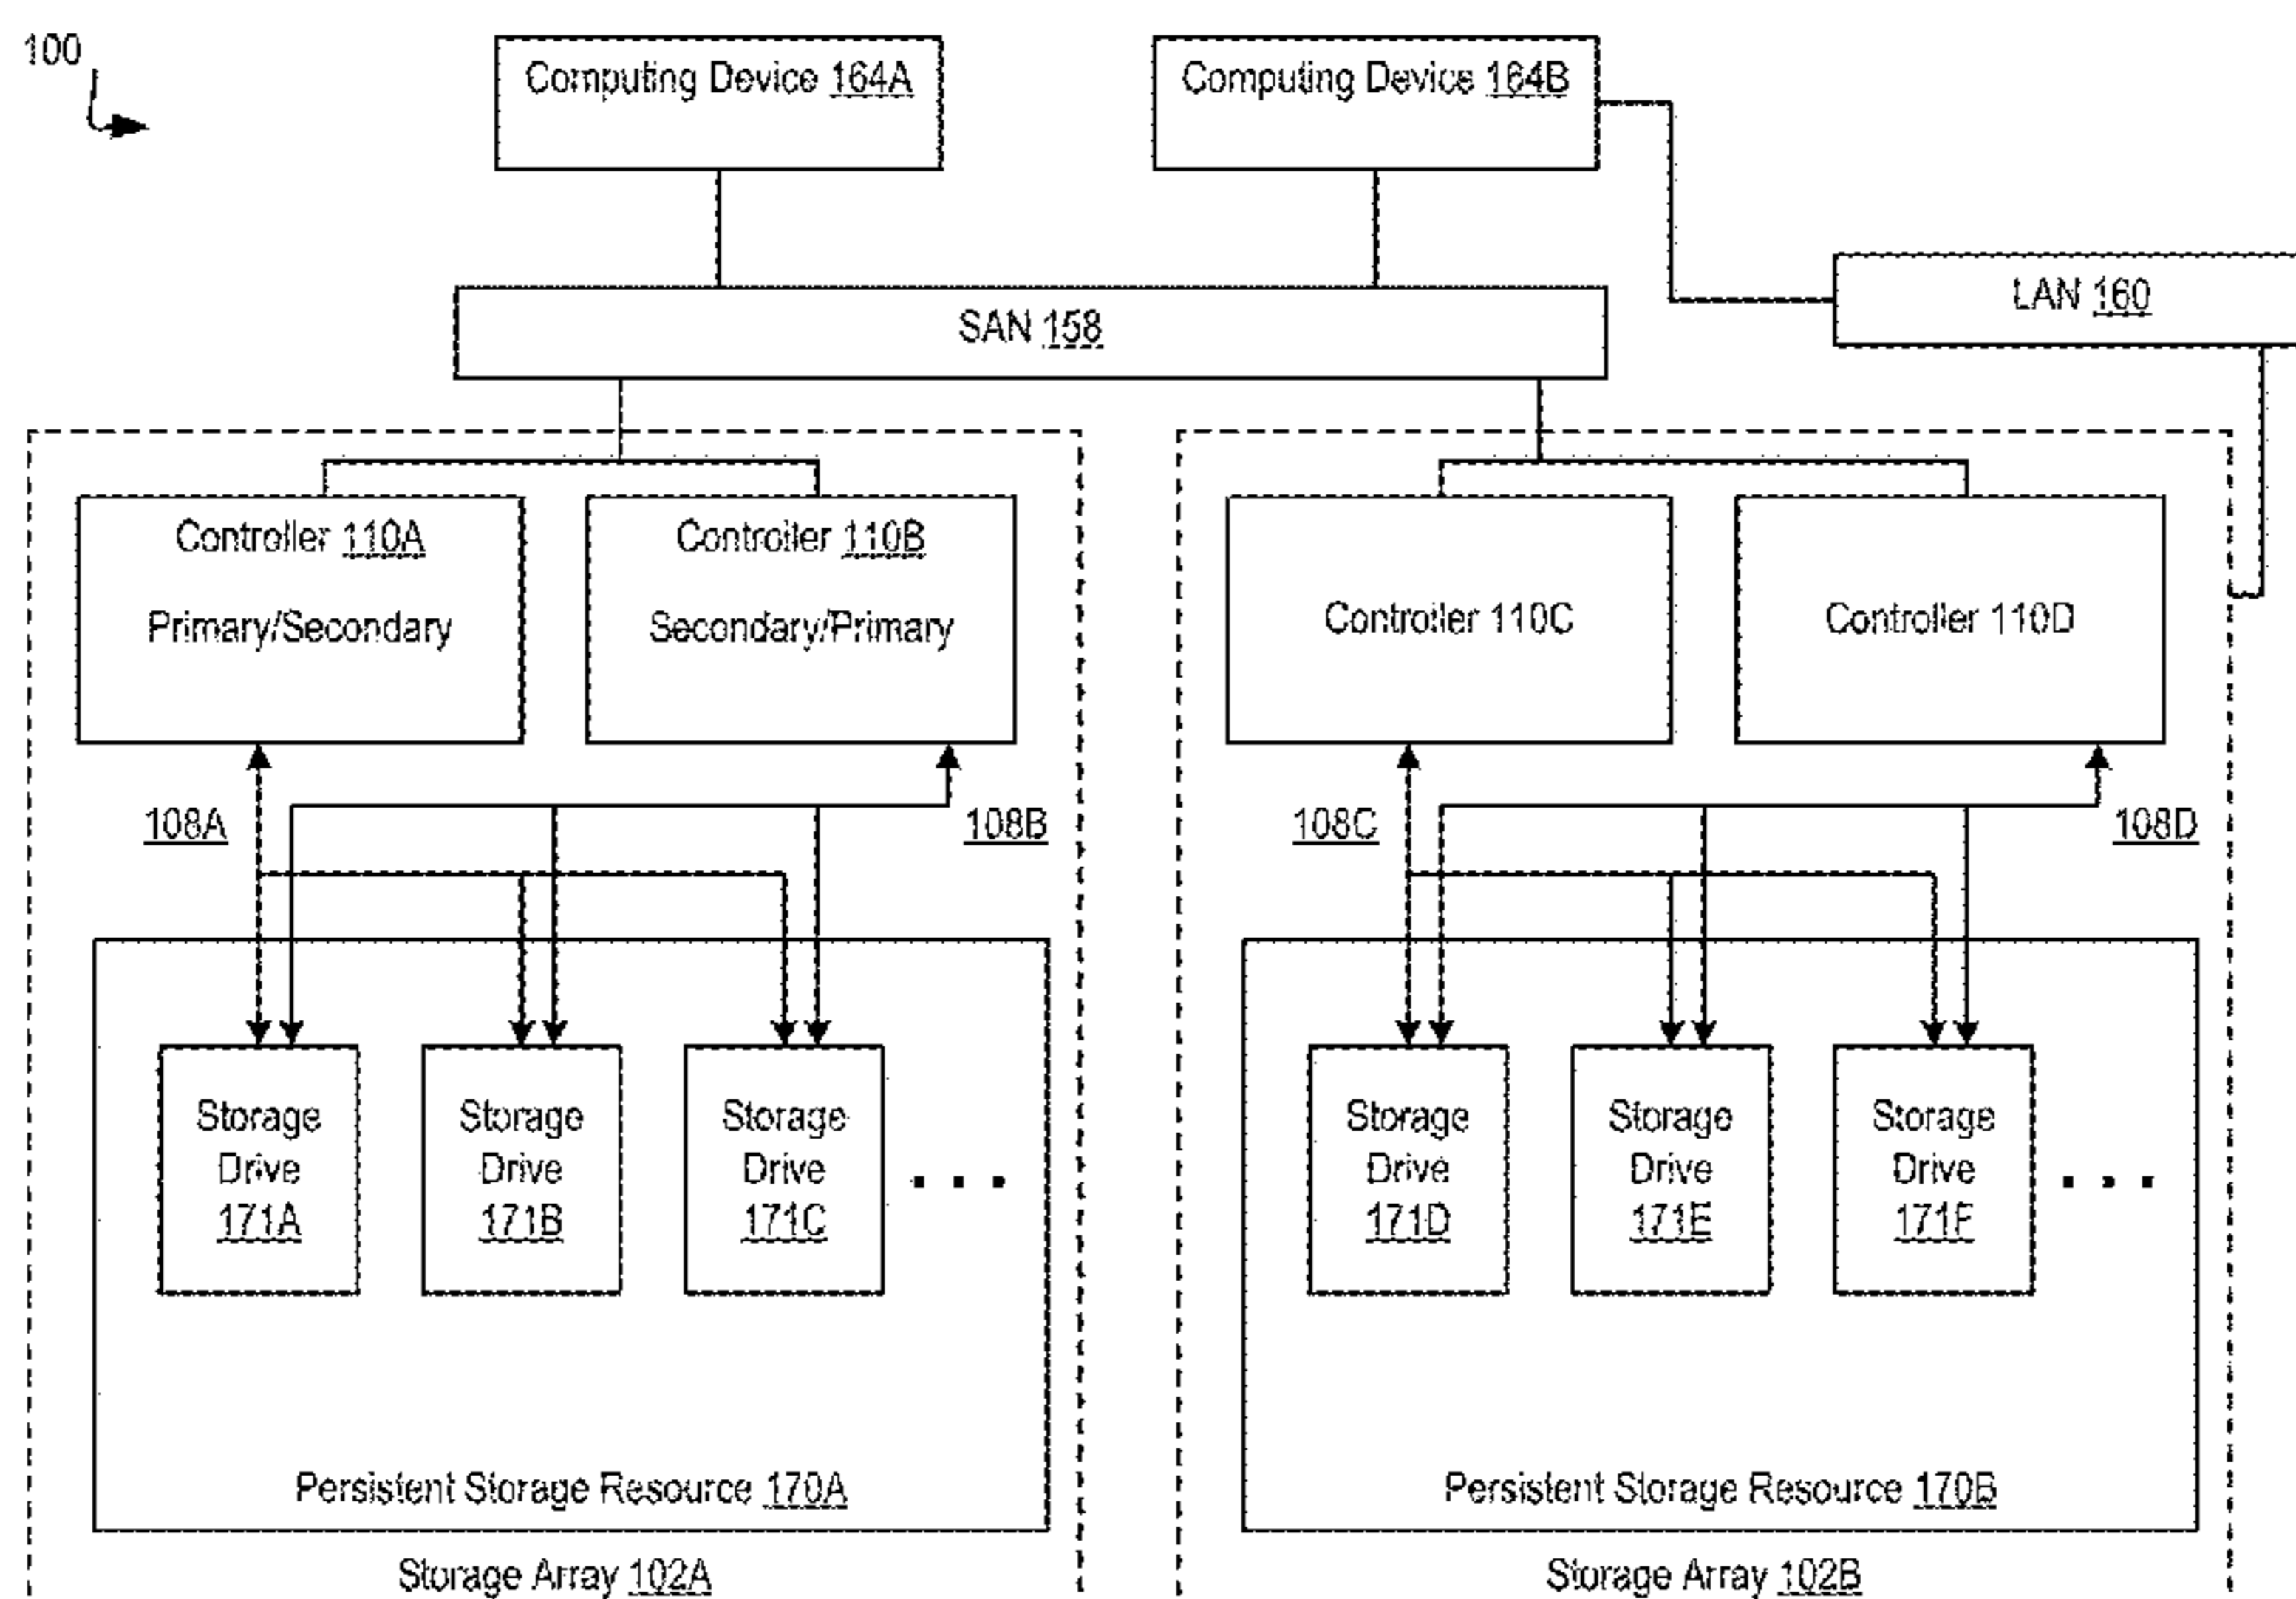 100
Computing Device 164A
Computing Device 164B
LAN 160
SAN 158
Controller 110A
Primary/Secondary
Controller 110B
Secondary/Primary
Controller 110C
Controller 110D
108A
108B
108C
108D
Storage
Drive
171A
Storage
Drive
171B
Storage
Drive
171C
...
Storage
Drive
171D
Storage
Drive
171E
Storage
Drive
171F
...
Persistent Storage Resource 170A
Persistent Storage Resource 170B
Storage Array 102A
Storage Array 102B